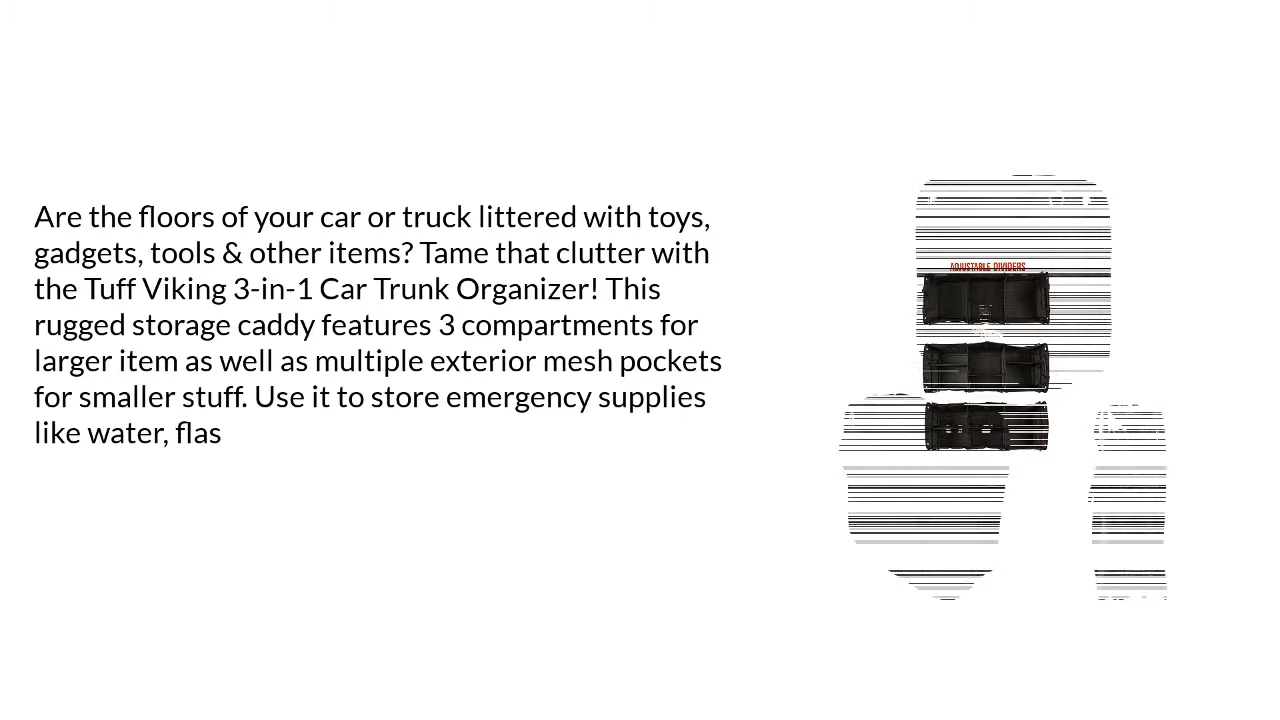 Are the floors of your car or truck littered with toys,
gadgets, tools & other items? Tame that clutter with
the Tuff Viking 3-in-1 Car Trunk Organizer! This
rugged storage caddy features 3 compartments for
larger item as well as multiple exterior mesh pockets
for smaller stuff. Use it to store emergency supplies
like water, flas
ADJUSTABLE DIVIDERS